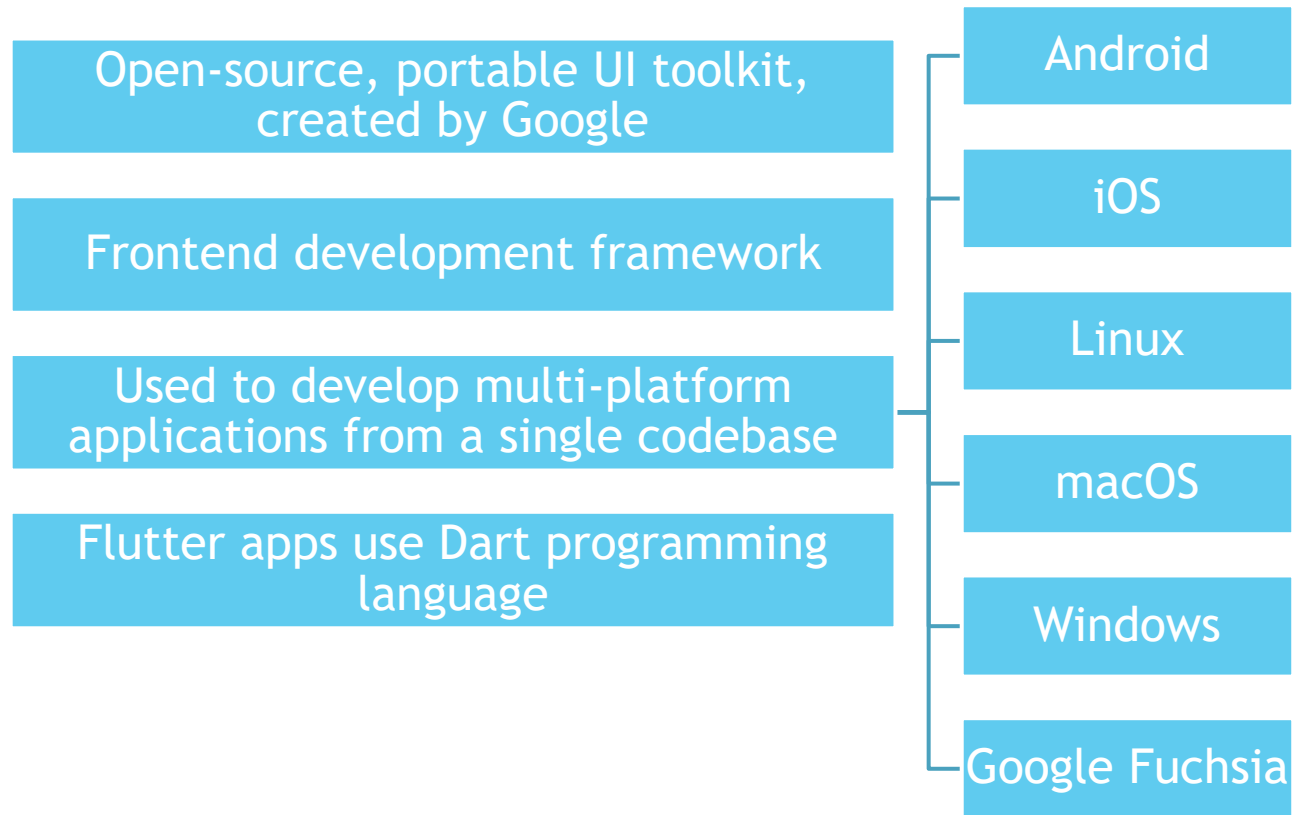 Open-source, portable UI toolkit,
created by Google
Frontend development framework
Used to develop multi-platform
applications from a single codebase
Flutter apps use Dart programming
language
Android
iOS
Linux
macOS
Windows
Google Fuchsia